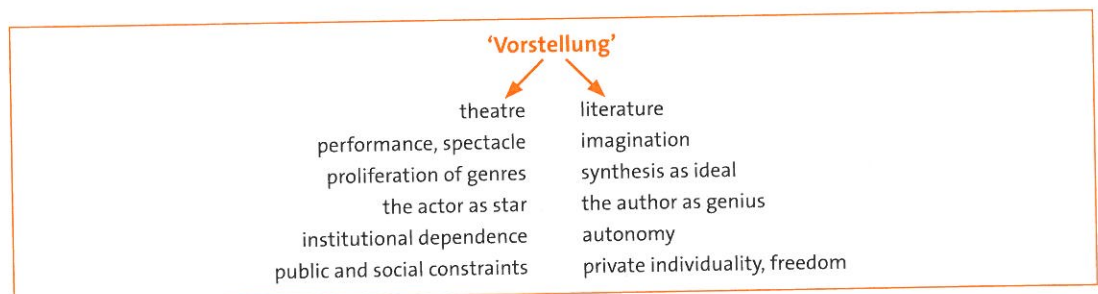 ‘Vorstellung’
theatre literature
performance, spectacle imagination
proliferation of genres synthesis as ideal
the actor as star the author as genius
institutional dependence autonomy
public and social constraints private individuality, freedom